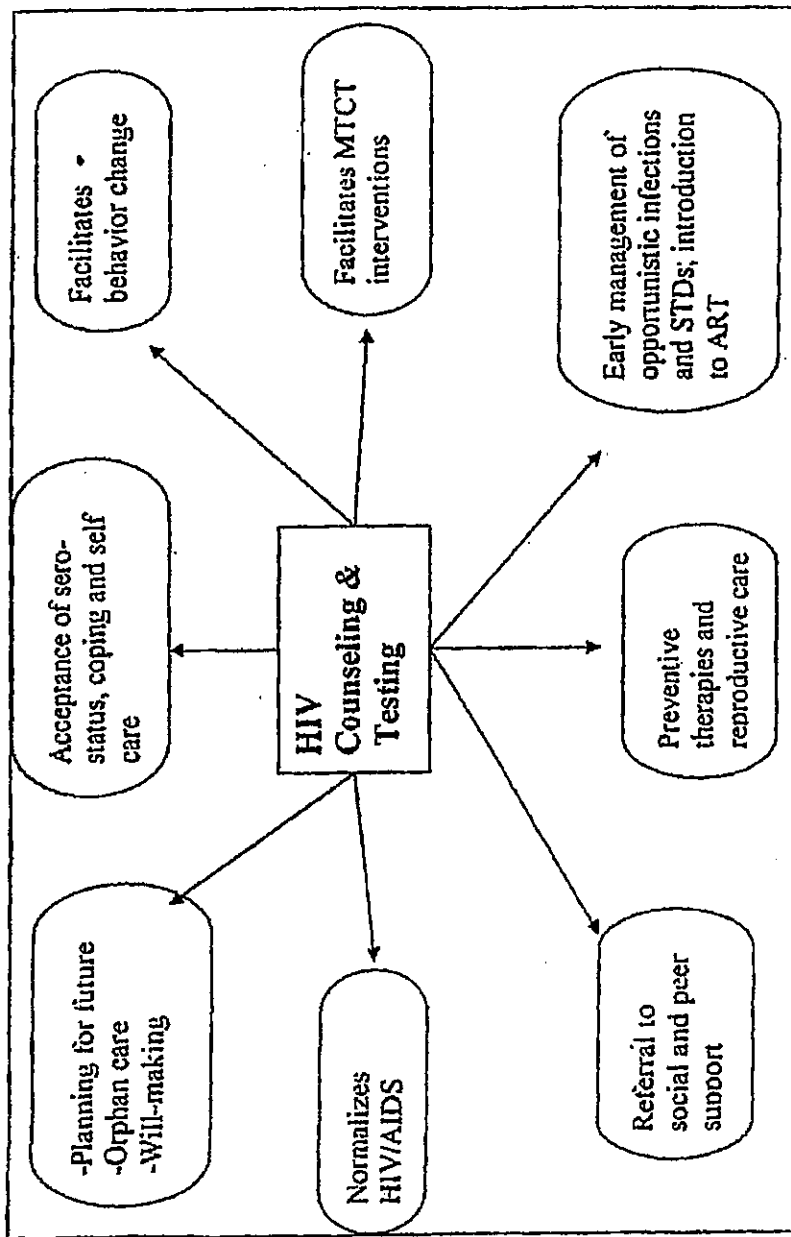 -Planning for future
-Orphan care
-Will-making
Acceptance of sero-
status, coping and self
care
Facilitates -
behavior change
Normalizes
HIV/AIDS
HIV
Counseling &
Testing
Facilitates MTCT
interventions
Referral to
social and peer
support
Preventive
therapies and
reproductive care
Early management of
opportunistic infections
and STDs; introduction
to ART